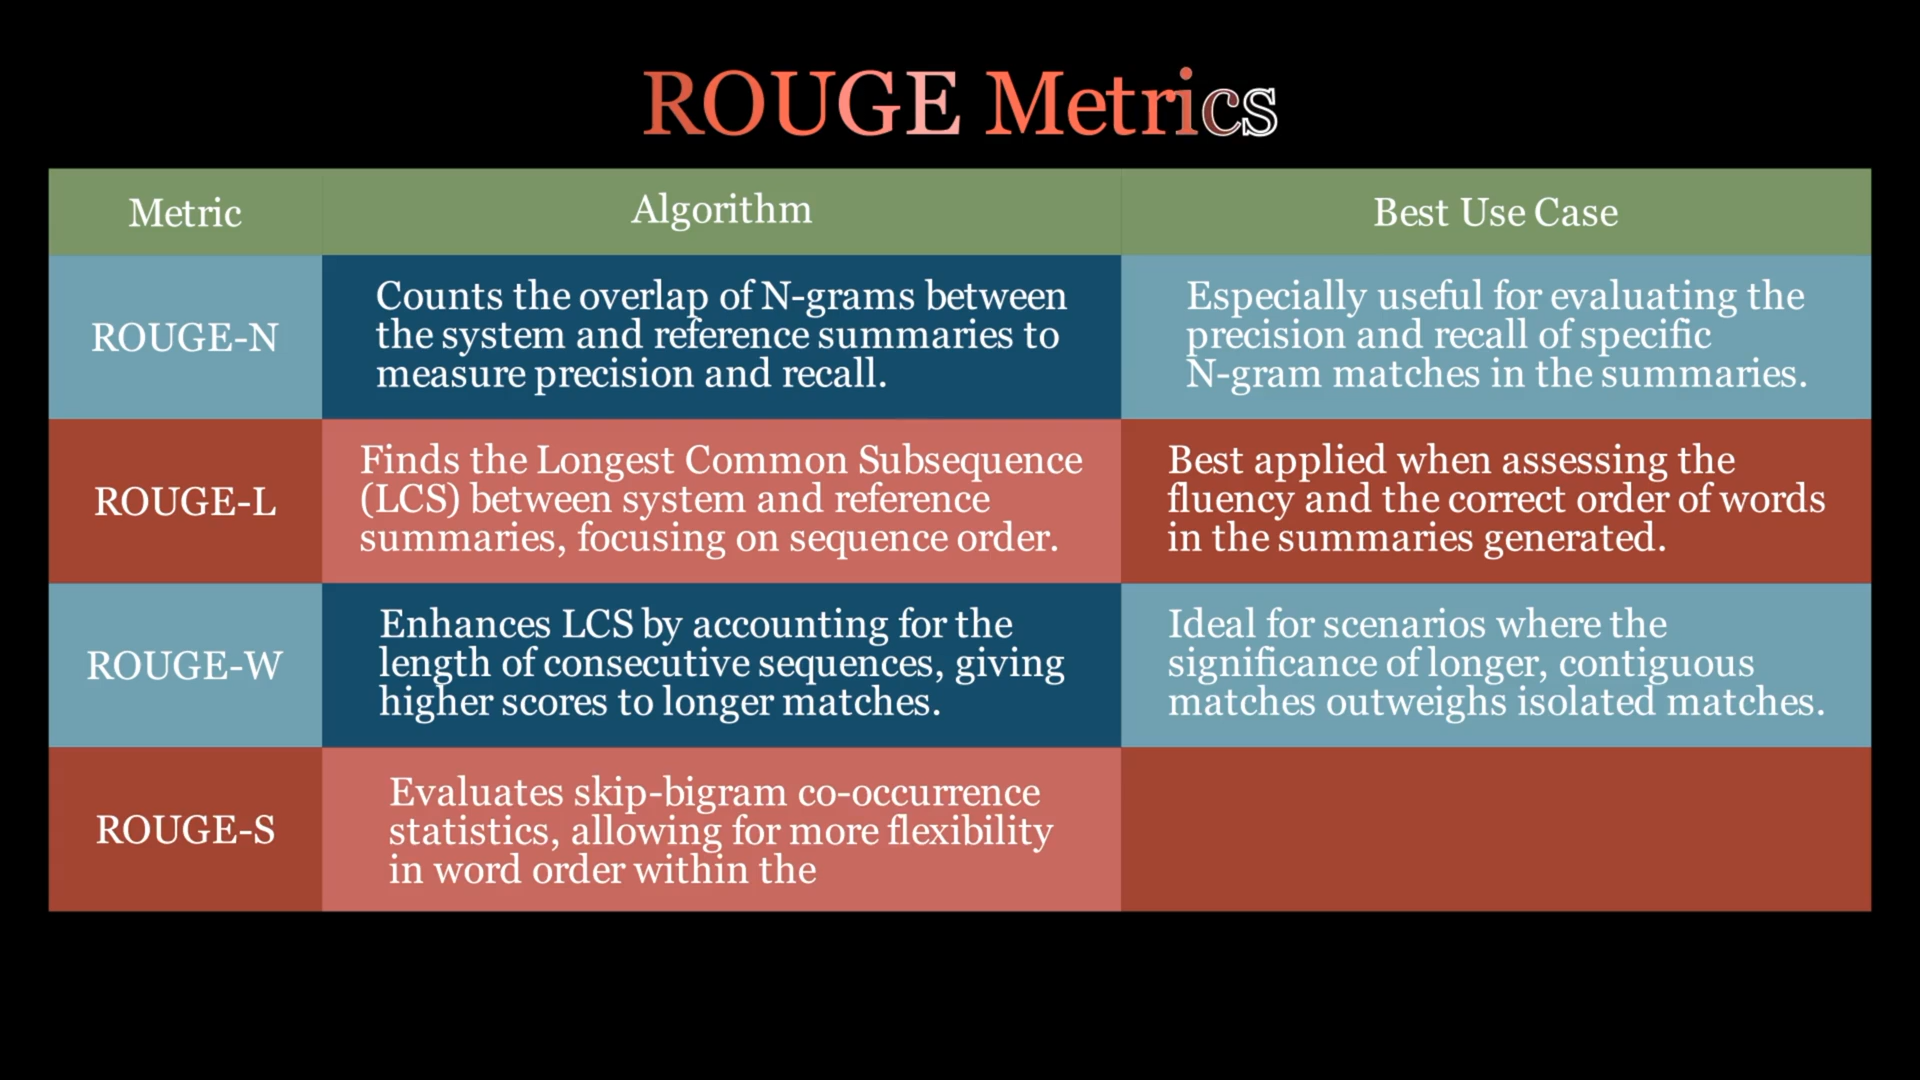 ROUGE Metrics
Metric
Algorithm
Best Use Case
ROUGE-N
Counts the overlap of N-grams between
the system and reference summaries to
measure precision and recall.
Especially useful for evaluating the
precision and recall of specific
N-gram matches in the summaries.
ROUGE-L
Finds the Longest Common Subsequence
(LCS) between system and reference
summaries, focusing on sequence order.
Best applied when assessing the
fluency and the correct order of words
in the summaries generated.
ROUGE-W
Enhances LCS by accounting for the
length of consecutive sequences, giving
higher scores to longer matches.
Ideal for scenarios where the
significance of longer, contiguous
matches outweighs isolated matches.
ROUGE-S
Evaluates skip-bigram co-occurrence
statistics, allowing for more flexibility
in word order within the